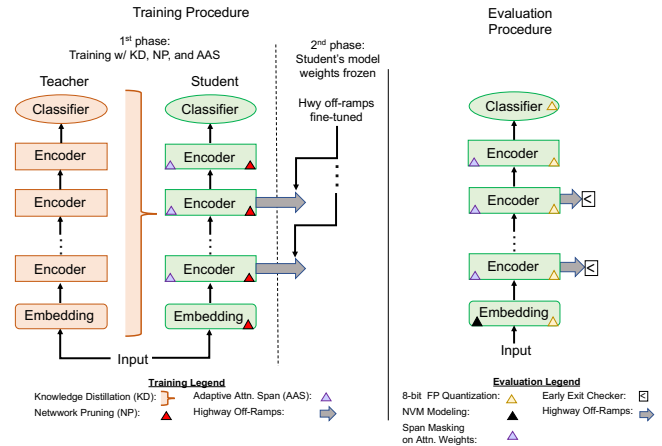 Training Procedure
1st phase:
Training w/ KD, NP, and AAS
2nd phase:
Student's model
weights frozen
Hwy off-ramps
fine-tuned
Teacher
Classifier
Encoder
Encoder
Encoder
Embedding
Student
Classifier
Encoder
Encoder
Encoder
Embedding
Input
Training Legend
Knowledge Distillation (KD):
Netwwork Pruning (NP):
Adaptive Attn. Span (AAS):
Highway Off-Ramps:
Evaluation
Procedure
Classifier
Encoder
Encoder
<
Encoder
<
Embedding
Input
Evaluation Legend
8-bit FP Quantization:
NVM Modeling:
Span Masking
on Attn. Weights:
Early Exit Checker:
<
Highway Off-Ramps: